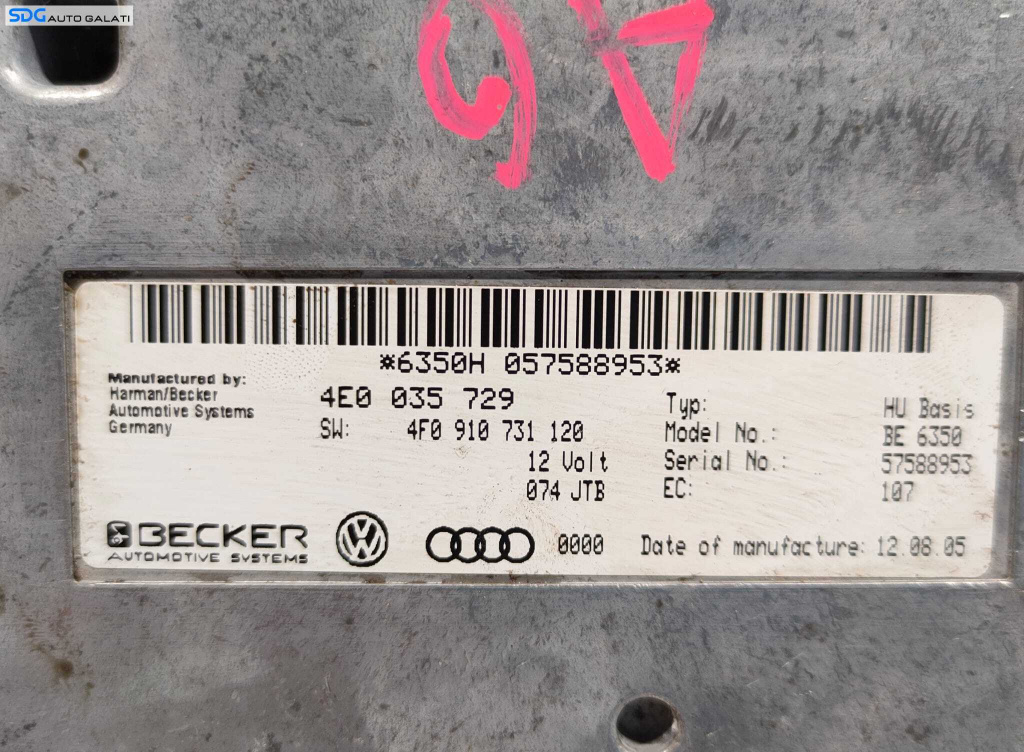 SDG AUTO GALATI
A6
*6350H 057588953*
Manufactured by:
Harman/Becker
Automotive Systems
Germany
4E0 035 729
SW: 4F0 910 731 120
12 Volt
074 JTB
Typ: HU Basis
Model No.: BE 6350
Serial No.: 57588953
EC: 107
BECKER
AUTOMOTIVE SYSTEMS
0000
Date of manufacture: 12.08.05